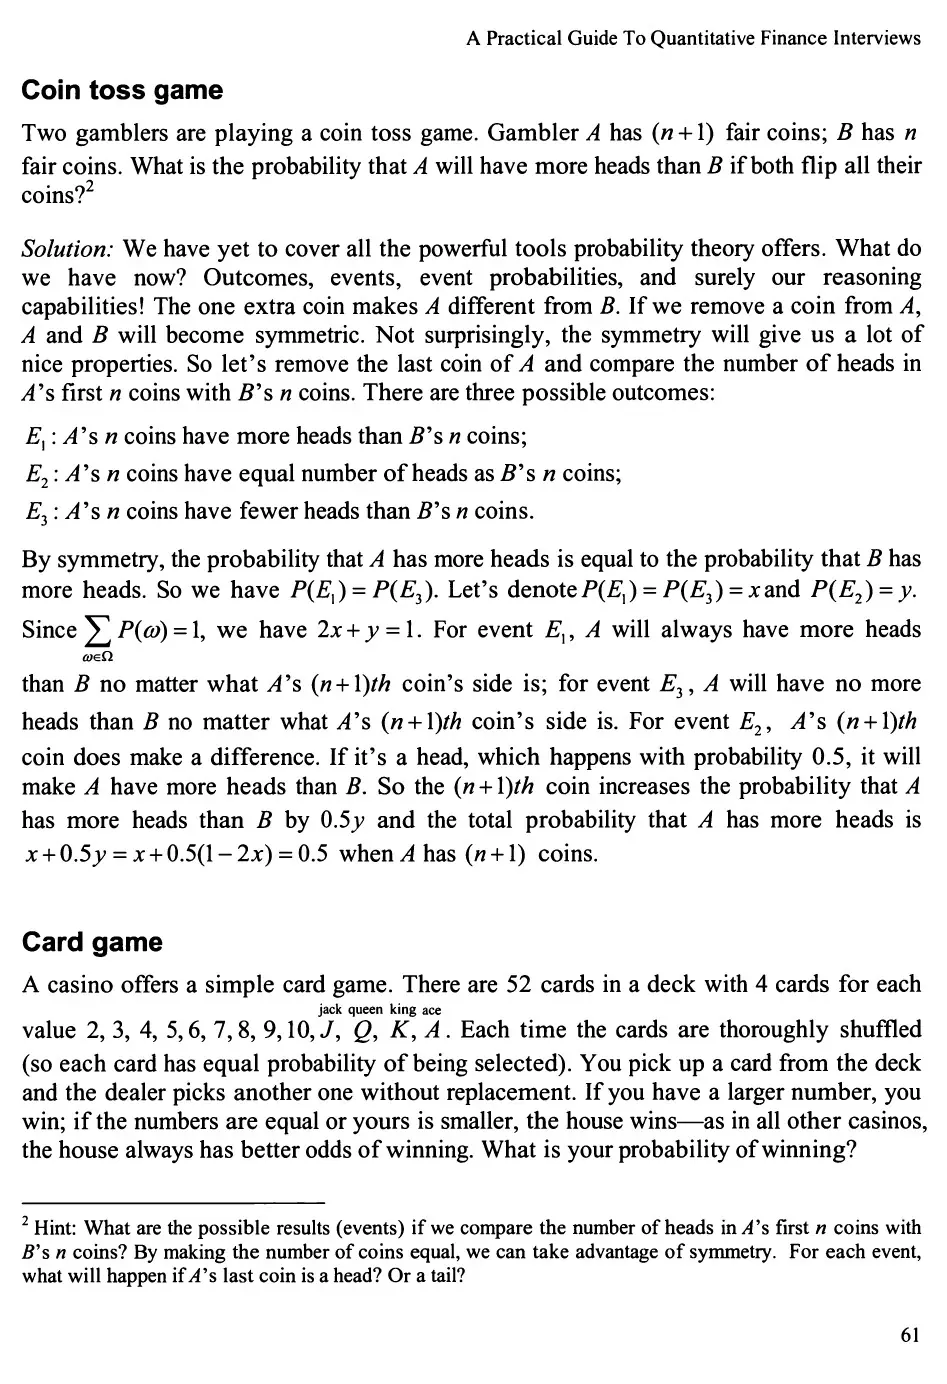 A Practical Guide To Quantitative Finance Interviews
Coin toss game
Two gamblers are playing a coin toss game. Gambler A has (n+1) fair coins; B has n
fair coins. What is the probability that A will have more heads than B if both flip all their
coins?²
Solution: We have yet to cover all the powerful tools probability theory offers. What do
we have now? Outcomes, events, event probabilities, and surely our reasoning
capabilities! The one extra coin makes A different from B. If we remove a coin from A,
A and B will become symmetric. Not surprisingly, the symmetry will give us a lot of
nice properties. So let's remove the last coin of A and compare the number of heads in
A's first n coins with B's n coins. There are three possible outcomes:
E₁ : A's n coins have more heads than B's n coins;
E₂ : A's n coins have equal number of heads as B's n coins;
E₃ : A's n coins have fewer heads than B's n coins.
By symmetry, the probability that A has more heads is equal to the probability that B has
more heads. So we have P(E₁) = P(E₃). Let's denote P(E₁) = P(E₃) = x and P(E₂) = y.
Since ∑ P(ω) = 1, we have 2x + y = 1. For event E₁, A will always have more heads
ω∈Ω
than B no matter what A's (n+1)th coin's side is; for event E₃, A will have no more
heads than B no matter what A's (n+1)th coin's side is. For event E₂, A's (n+1)th
coin does make a difference. If it's a head, which happens with probability 0.5, it will
make A have more heads than B. So the (n+1)th coin increases the probability that A
has more heads than B by 0.5y and the total probability that A has more heads is
x + 0.5y = x + 0.5(1 − 2x) = 0.5 when A has (n+1) coins.
Card game
A casino offers a simple card game. There are 52 cards in a deck with 4 cards for each
jack queen king ace
value 2, 3, 4, 5, 6, 7, 8, 9, 10, J, Q, K, A. Each time the cards are thoroughly shuffled
(so each card has equal probability of being selected). You pick up a card from the deck
and the dealer picks another one without replacement. If you have a larger number, you
win; if the numbers are equal or yours is smaller, the house wins—as in all other casinos,
the house always has better odds of winning. What is your probability of winning?
² Hint: What are the possible results (events) if we compare the number of heads in A's first n coins with
B's n coins? By making the number of coins equal, we can take advantage of symmetry. For each event,
what will happen if A's last coin is a head? Or a tail?
61